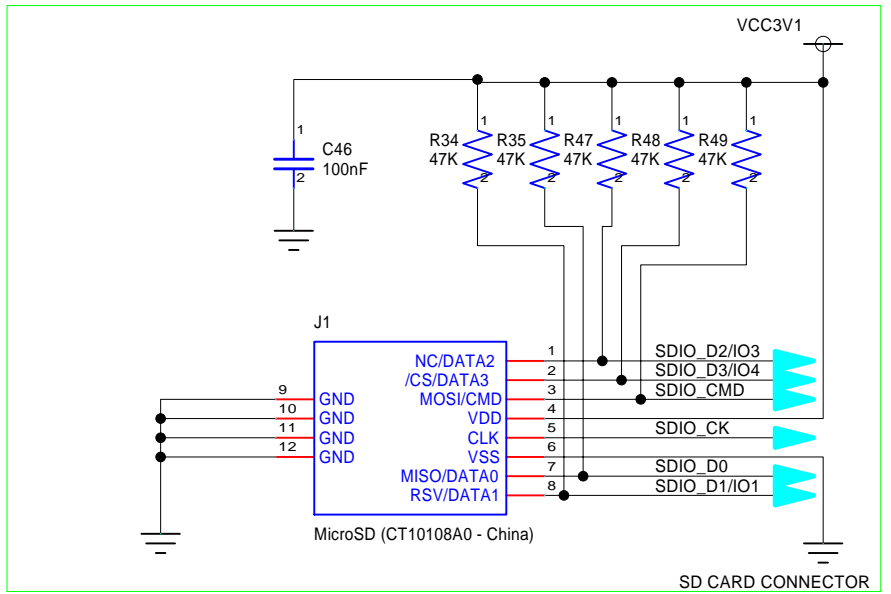 VCC3V1
1
C46
100nF
2
1
R34
47K
2
1
R35
47K
2
1
R47
47K
2
1
R48
47K
2
1
R49
47K
2
J1
NC/DATA2 1 SDIO_D2/IO3
/CS/DATA3 2 SDIO_D3/IO4
9 GND MOSI/CMD 3 SDIO_CMD
10 GND VDD 4
11 GND CLK 5 SDIO_CK
12 GND VSS 6
MISO/DATA0 7 SDIO_D0
RSV/DATA1 8 SDIO_D1/IO1
MicroSD (CT10108A0 - China)
SD CARD CONNECTOR